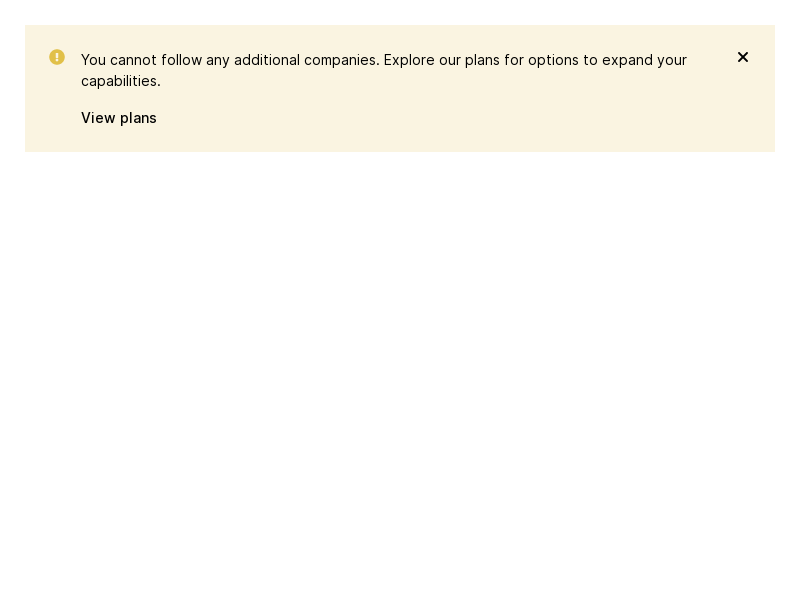 You cannot follow any additional companies. Explore our plans for options to expand your
capabilities.
View plans